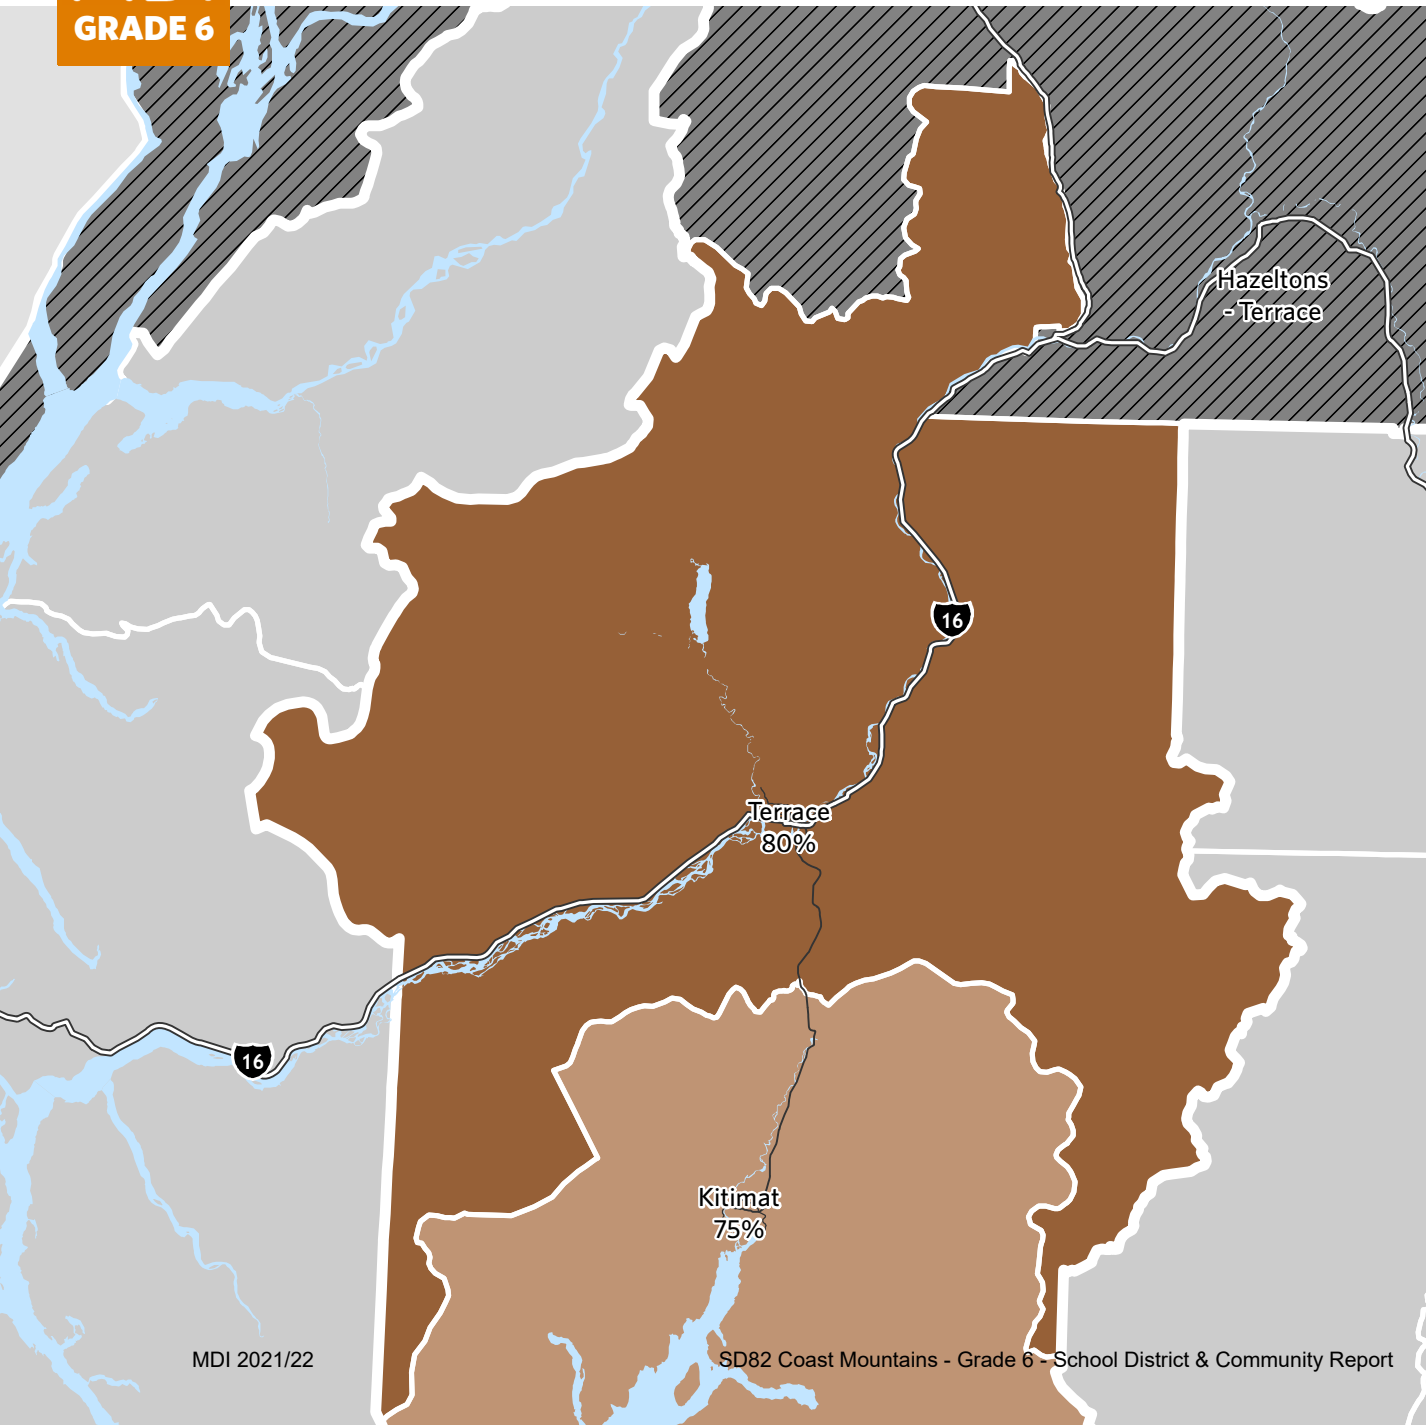 GRADE 6
Hazeltons
- Terrace
16
Terrace
80%
16
Kitimat
75%
MDI 2021/22
SD82 Coast Mountains - Grade 6 - School District & Community Report